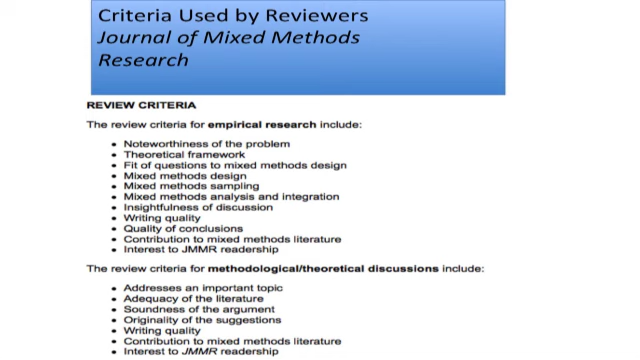 Criteria Used by Reviewers
Journal of Mixed Methods
Research
REVIEW CRITERIA
The review criteria for empirical research include:
• Noteworthiness of the problem
• Theoretical framework
• Fit of questions to mixed methods design
• Mixed methods design
• Mixed methods sampling
• Mixed methods analysis and integration
• Insightfulness of discussion
• Writing quality
• Quality of conclusions
• Contribution to mixed methods literature
• Interest to JMMR readership
The review criteria for methodological/theoretical discussions include:
• Addresses an important topic
• Adequacy of the literature
• Soundness of the argument
• Originality of the suggestions
• Writing quality
• Contribution to mixed methods literature
• Interest to JMMR readership